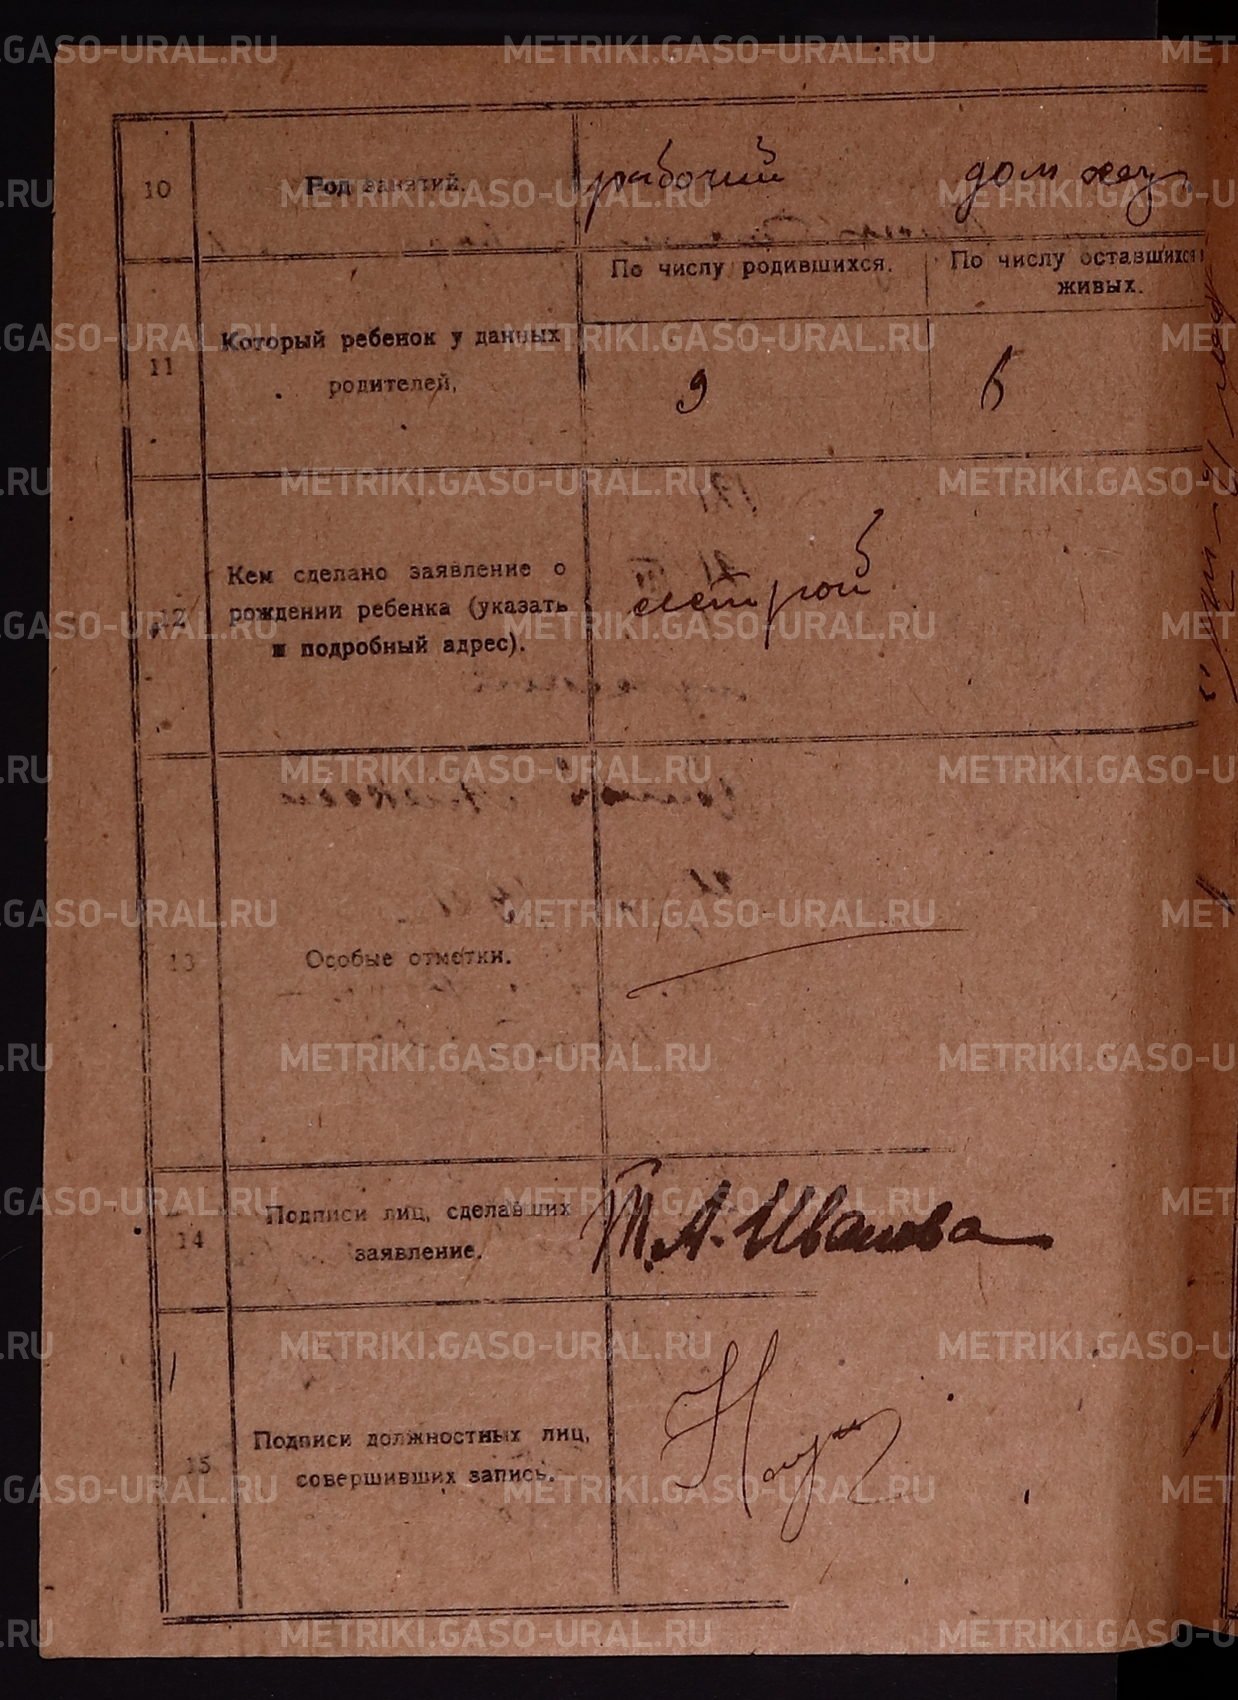 METRIKI.GASO-URAL.RU
10 Род занятий. рабочий дом хоз
11 Который ребенок у данных
родителей,
По числу родившихся. По числу оставшихся
живых.
9
12 Кем сделано заявление о
рождении ребенка (указать
и подробный адрес).
сестрой
13 Особые отметки.
14 Подписи лиц, сделавших
заявление.
Т.А. Иванова
15 Подписи должностных лиц,
совершивших запись.